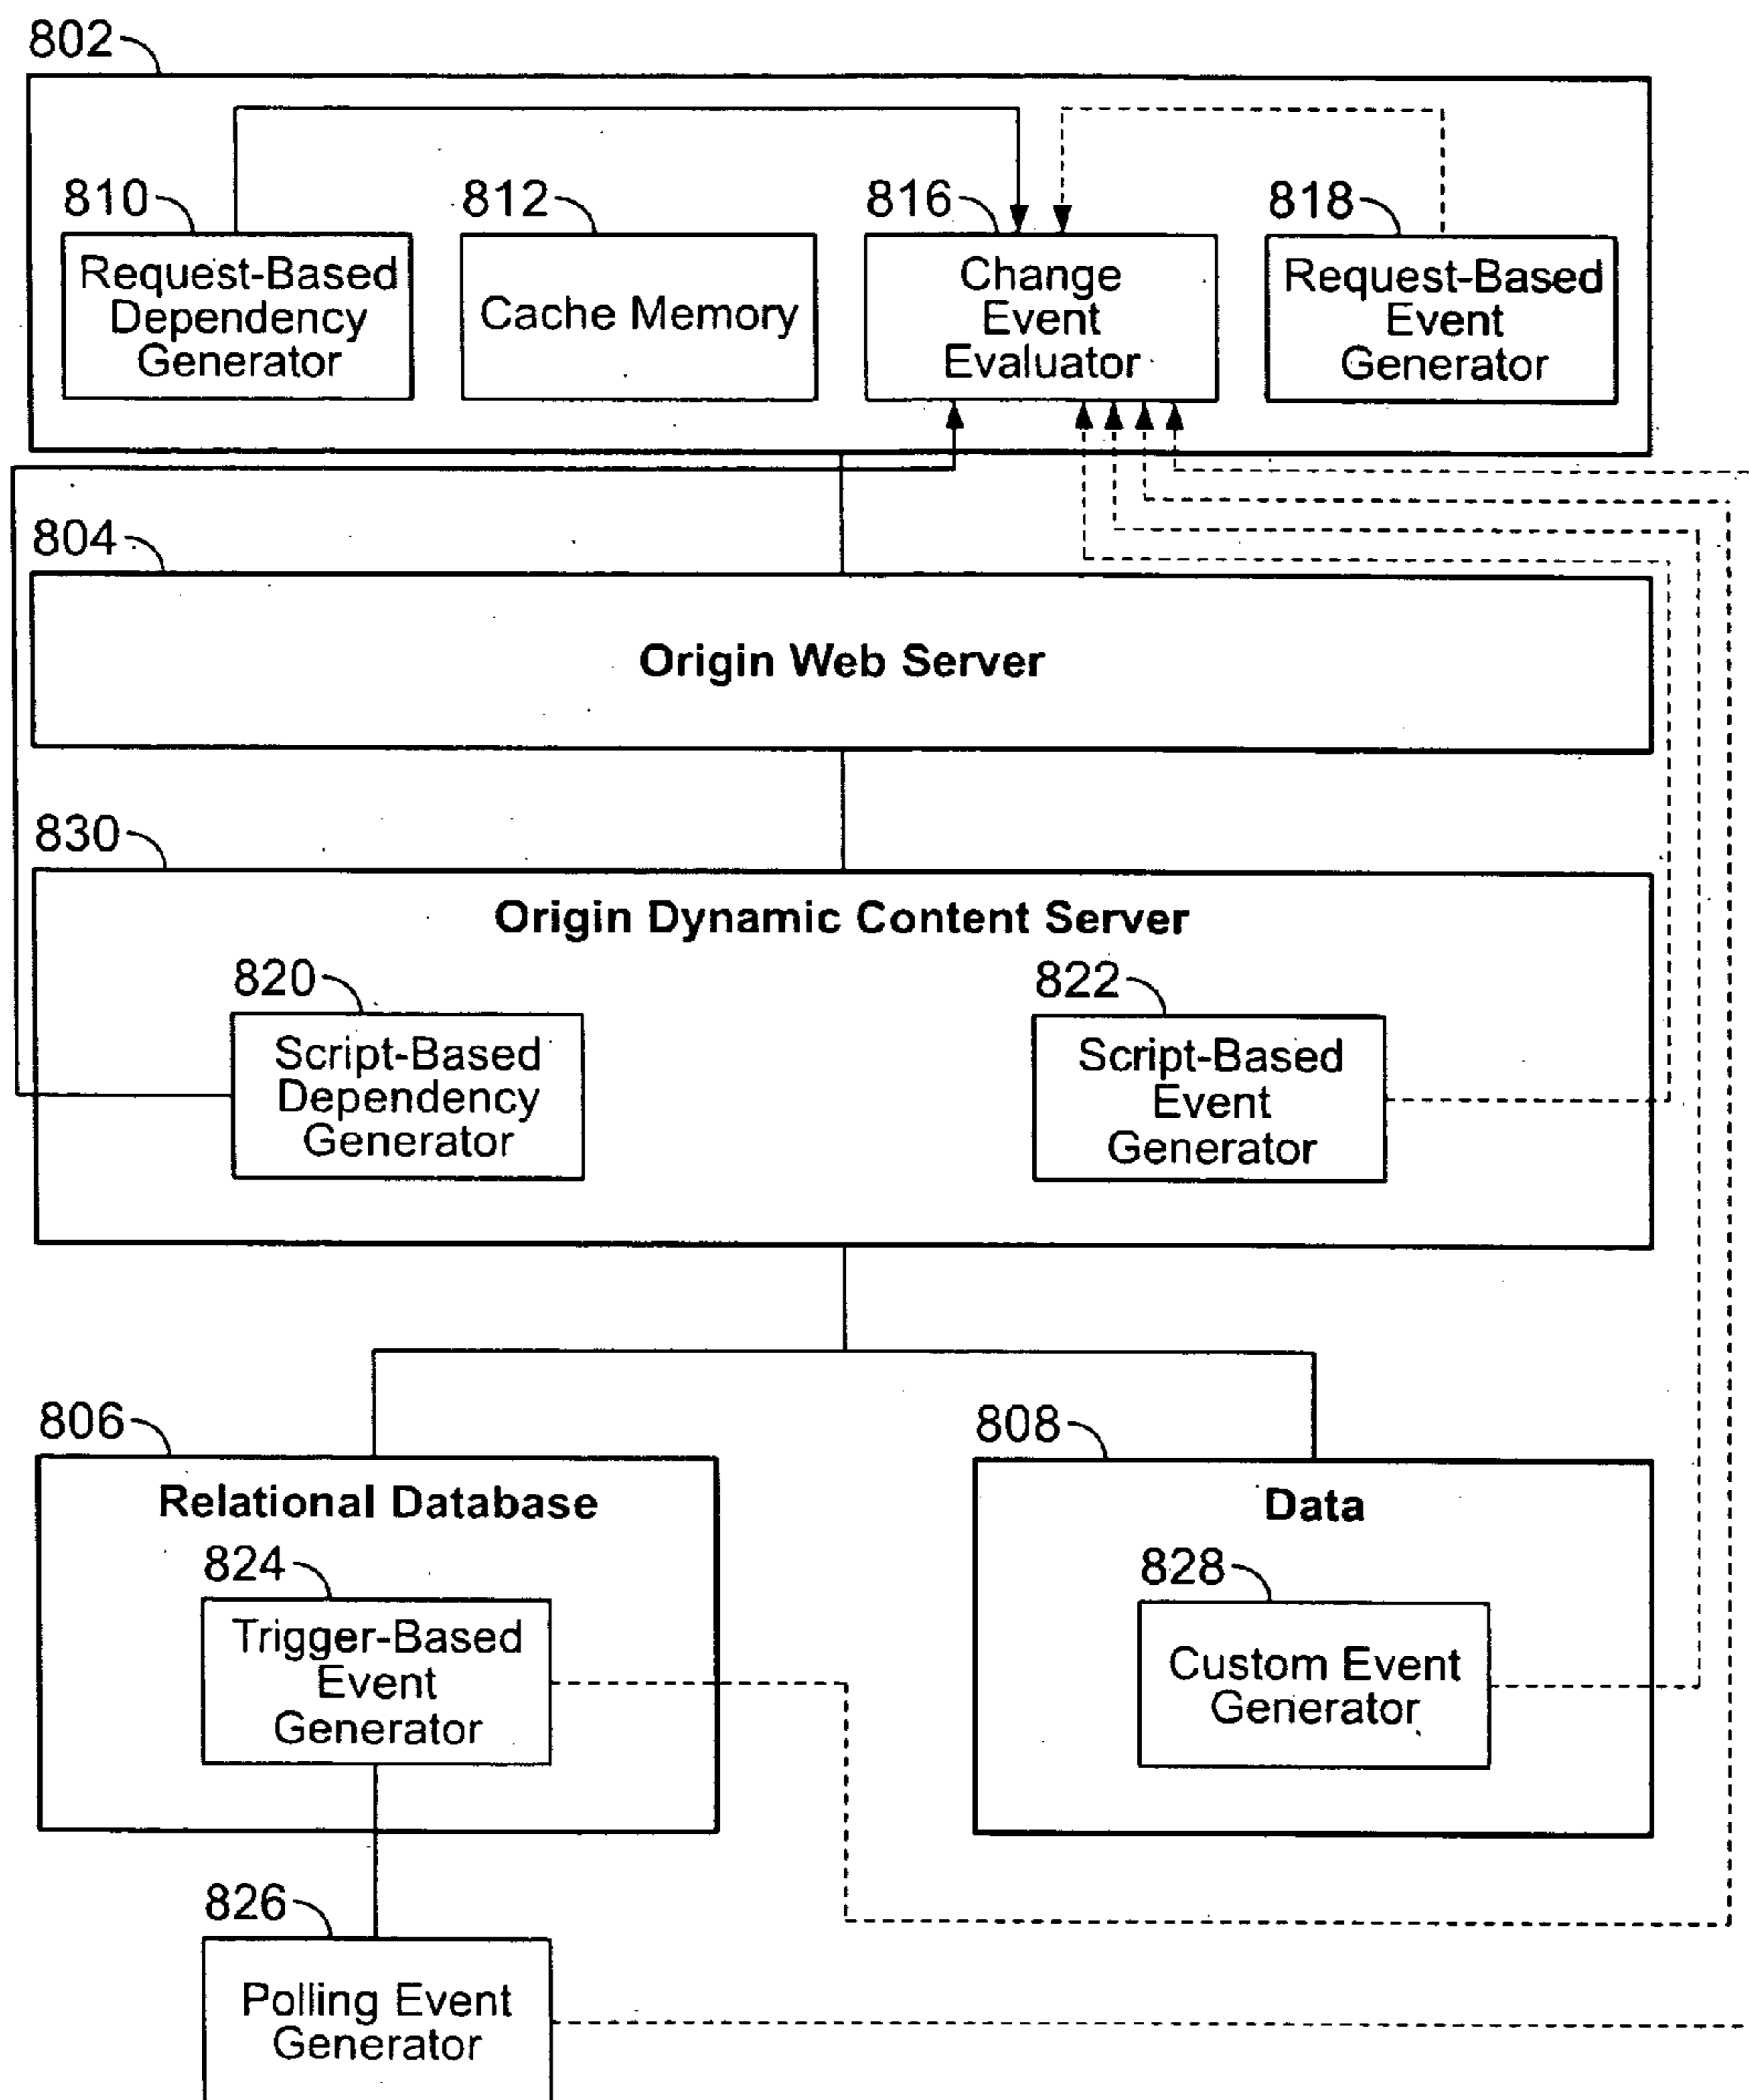 802
810
812
816
818
Request-Based
Dependency
Generator
Cache Memory
Change
Event
Evaluator
Request-Based
Event
Generator
804
Origin Web Server
830
Origin Dynamic Content Server
820
822
Script-Based
Dependency
Generator
Script-Based
Event
Generator
806
808
Relational Database
Data
824
828
Trigger-Based
Event
Generator
Custom Event
Generator
826
Polling Event
Generator